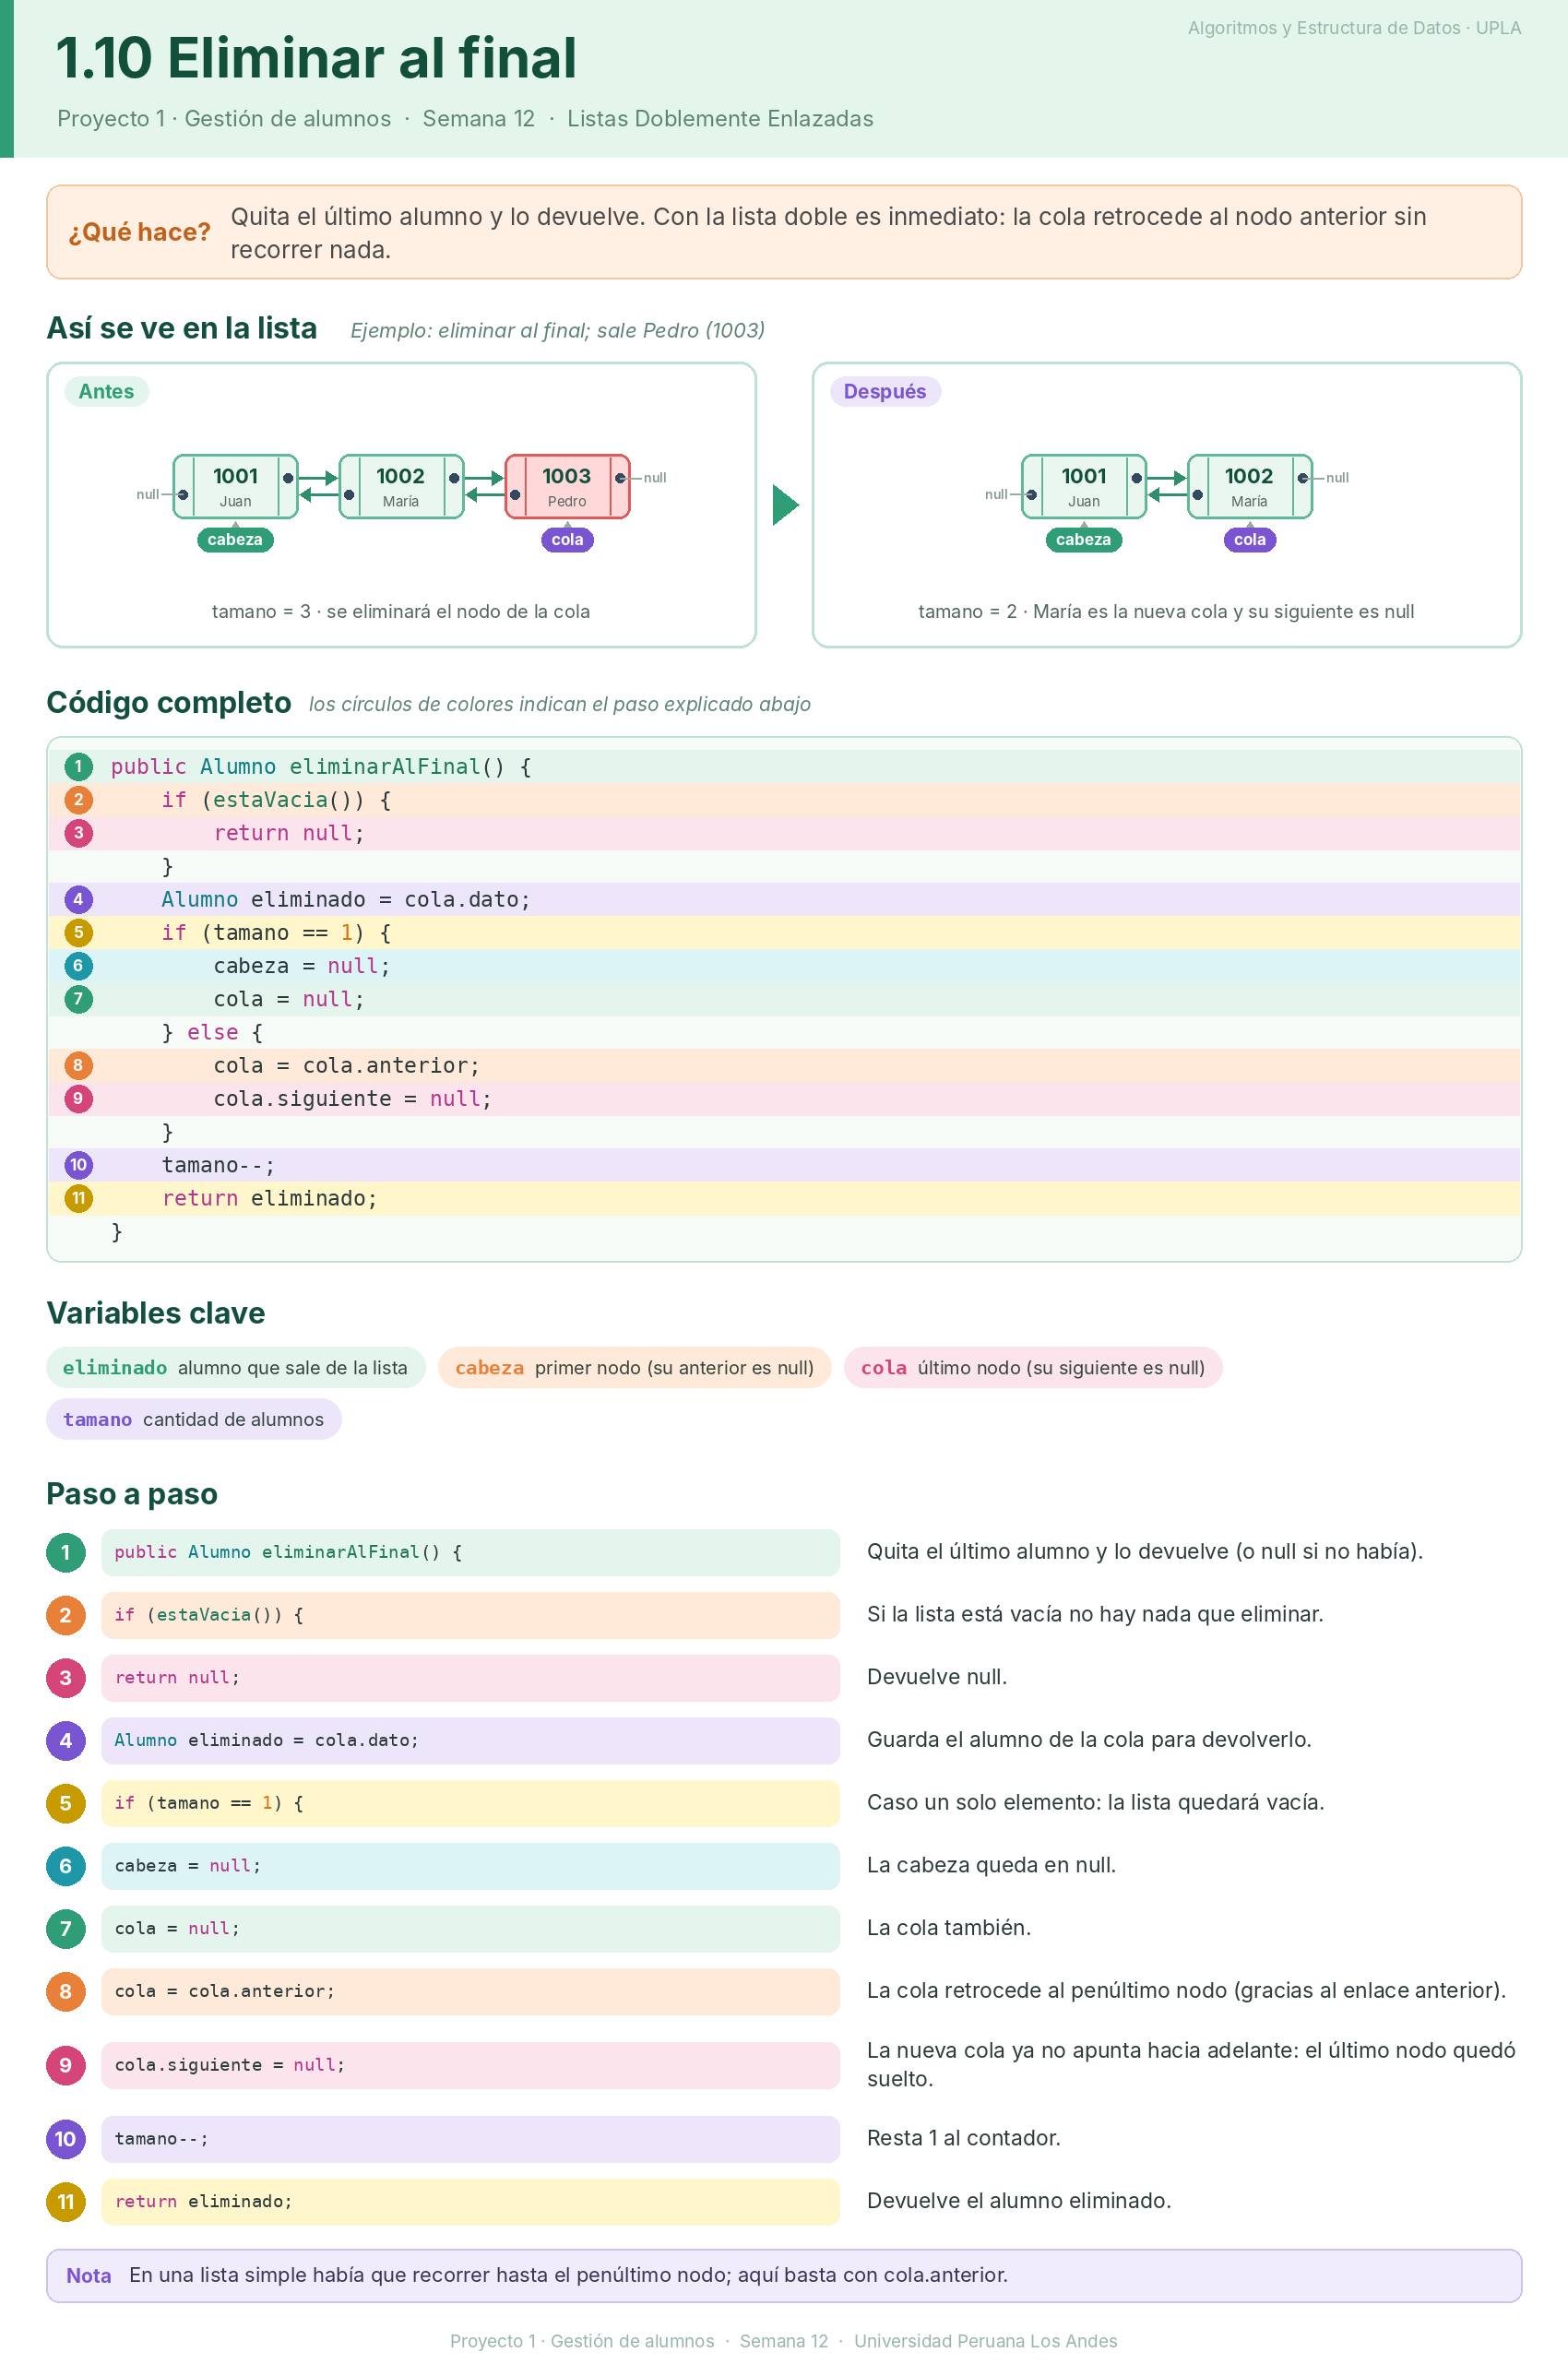 Algoritmos y Estructura de Datos · UPLA
1.10 Eliminar al final
Proyecto 1 · Gestión de alumnos · Semana 12 · Listas Doblemente Enlazadas
¿Qué hace?
Quita el último alumno y lo devuelve. Con la lista doble es inmediato: la cola retrocede al nodo anterior sin
recorrer nada.
Así se ve en la lista
Ejemplo: eliminar al final; sale Pedro (1003)
Antes
null
1001
Juan
1002
María
1003
Pedro
null
cabeza
cola
tamano = 3 · se eliminará el nodo de la cola
Después
null
1001
Juan
1002
María
null
cabeza
cola
tamano = 2 · María es la nueva cola y su siguiente es null
Código completo
los círculos de colores indican el paso explicado abajo
1 public Alumno eliminarAlFinal() {
2     if (estaVacia()) {
3         return null;
    }
4     Alumno eliminado = cola.dato;
5     if (tamano == 1) {
6         cabeza = null;
7         cola = null;
    } else {
8         cola = cola.anterior;
9         cola.siguiente = null;
    }
10     tamano--;
11     return eliminado;
}
Variables clave
eliminado alumno que sale de la lista
cabeza primer nodo (su anterior es null)
cola último nodo (su siguiente es null)
tamano cantidad de alumnos
Paso a paso
1 public Alumno eliminarAlFinal() { Quita el último alumno y lo devuelve (o null si no había).
2 if (estaVacia()) { Si la lista está vacía no hay nada que eliminar.
3 return null; Devuelve null.
4 Alumno eliminado = cola.dato; Guarda el alumno de la cola para devolverlo.
5 if (tamano == 1) { Caso un solo elemento: la lista quedará vacía.
6 cabeza = null; La cabeza queda en null.
7 cola = null; La cola también.
8 cola = cola.anterior; La cola retrocede al penúltimo nodo (gracias al enlace anterior).
9 cola.siguiente = null; La nueva cola ya no apunta hacia adelante: el último nodo quedó
suelto.
10 tamano--; Resta 1 al contador.
11 return eliminado; Devuelve el alumno eliminado.
Nota En una lista simple había que recorrer hasta el penúltimo nodo; aquí basta con cola.anterior.
Proyecto 1 · Gestión de alumnos · Semana 12 · Universidad Peruana Los Andes